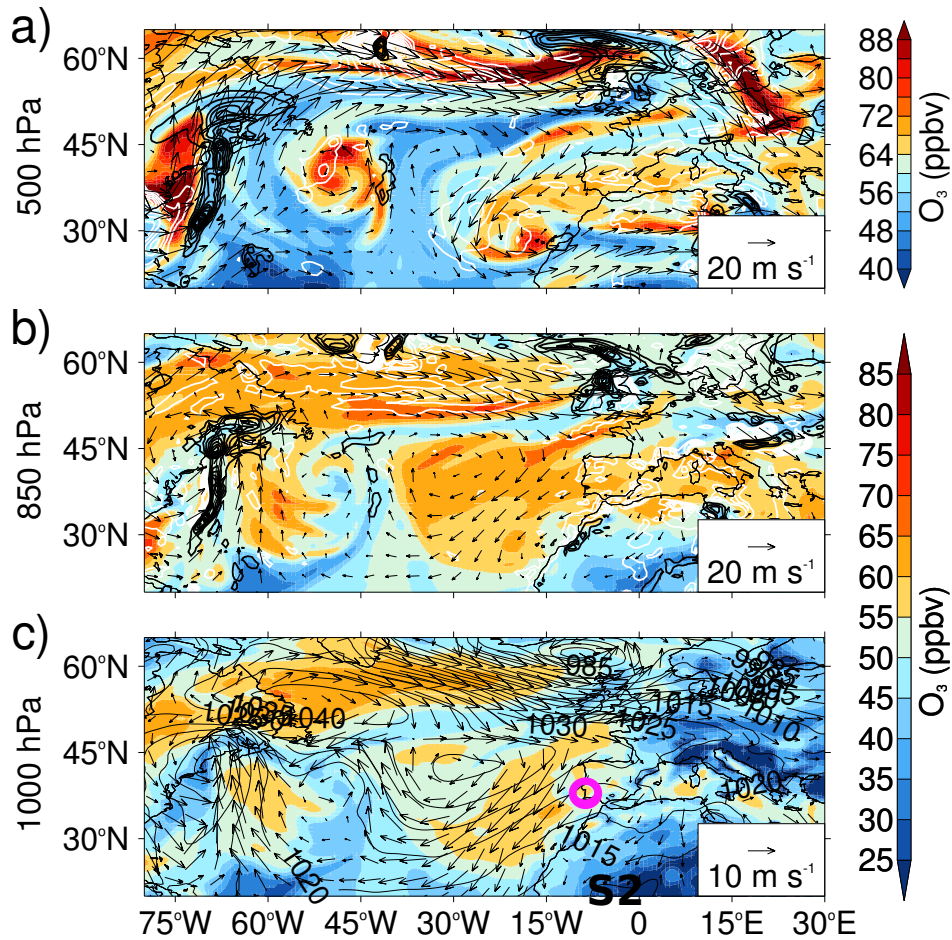 a)
500 hPa
60°N
45°N
30°N
20 m s⁻¹
88
80
72
64
56
48
40
O₃ (ppbv)
b)
850 hPa
60°N
45°N
30°N
20 m s⁻¹
85
80
75
70
65
60
55
50
45
40
35
30
25
O₃ (ppbv)
c)
1000 hPa
60°N
45°N
30°N
985
1015
1010
1040
1030
1025
1020
1020
1015
S2
10 m s⁻¹
75°W
60°W
45°W
30°W
15°W
0
15°E
30°E